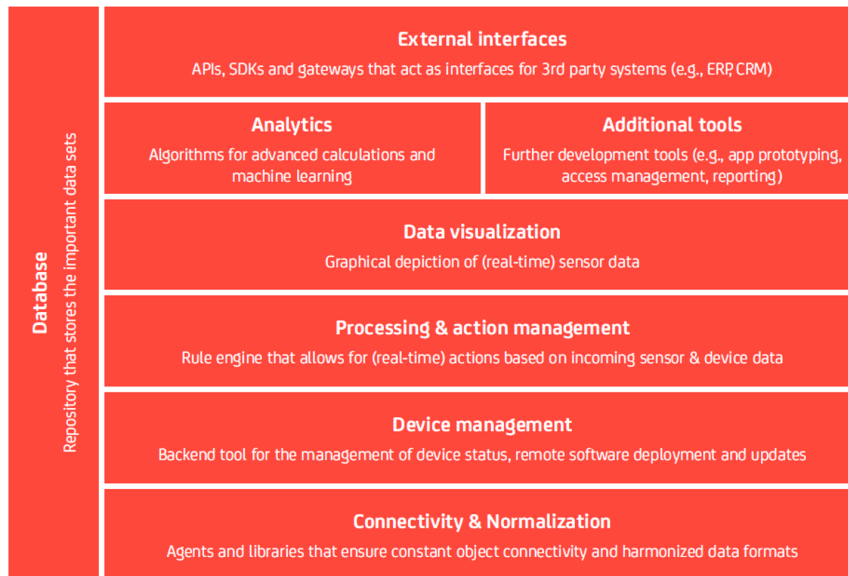 External interfaces
APIs, SDKs and gateways that act as interfaces for 3rd party systems (e.g., ERP, CRM)
Analytics
Algorithms for advanced calculations and
machine learning
Additional tools
Further development tools (e.g., app prototyping,
access management, reporting)
Data visualization
Graphical depiction of (real-time) sensor data
Processing & action management
Rule engine that allows for (real-time) actions based on incoming sensor & device data
Device management
Backend tool for the management of device status, remote software deployment and updates
Connectivity & Normalization
Agents and libraries that ensure constant object connectivity and harmonized data formats
Database
Repository that stores the important data sets